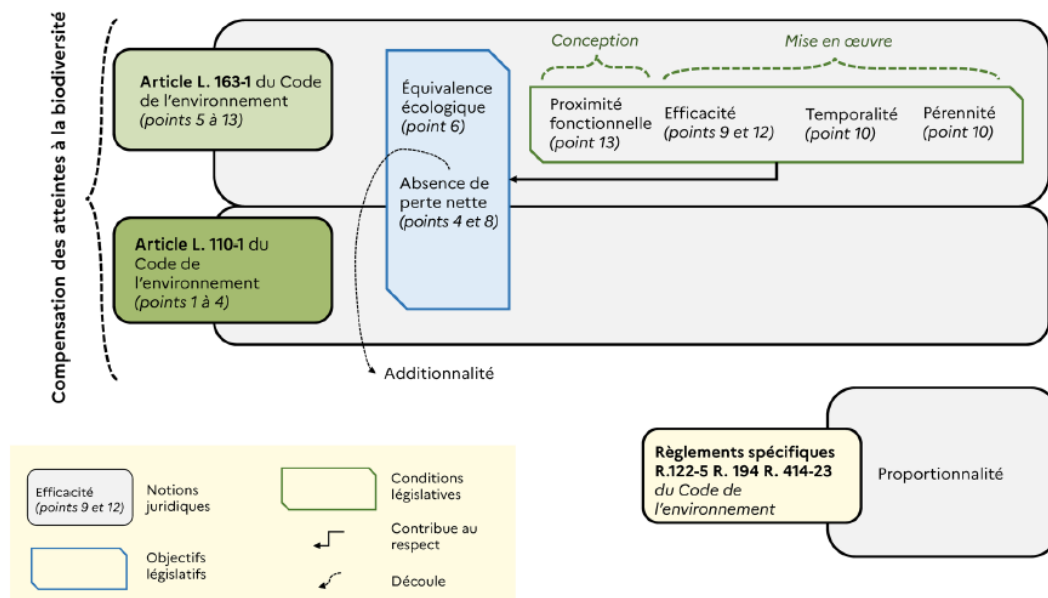 Compensation des atteintes à la biodiversité
Article L. 163-1 du Code
de l'environnement
(points 5 à 13)
Équivalence
écologique
(point 6)
Absence de
perte nette
(points 4 et 8)
Conception
Mise en œuvre
Proximité
fonctionnelle
(point 13)
Efficacité
(points 9 et 12)
Temporalité
(point 10)
Pérennité
(point 10)
Article L. 110-1 du
Code de
l'environnement
(points 1 à 4)
Additionnalité
Règlements spécifiques
R.122-5 R. 194 R. 414-23
du Code de
l'environnement
Proportionnalité
Efficacité
(points 9 et 12)
Notions
juridiques
Objectifs
législatifs
Conditions
législatives
Contribue au
respect
Découle